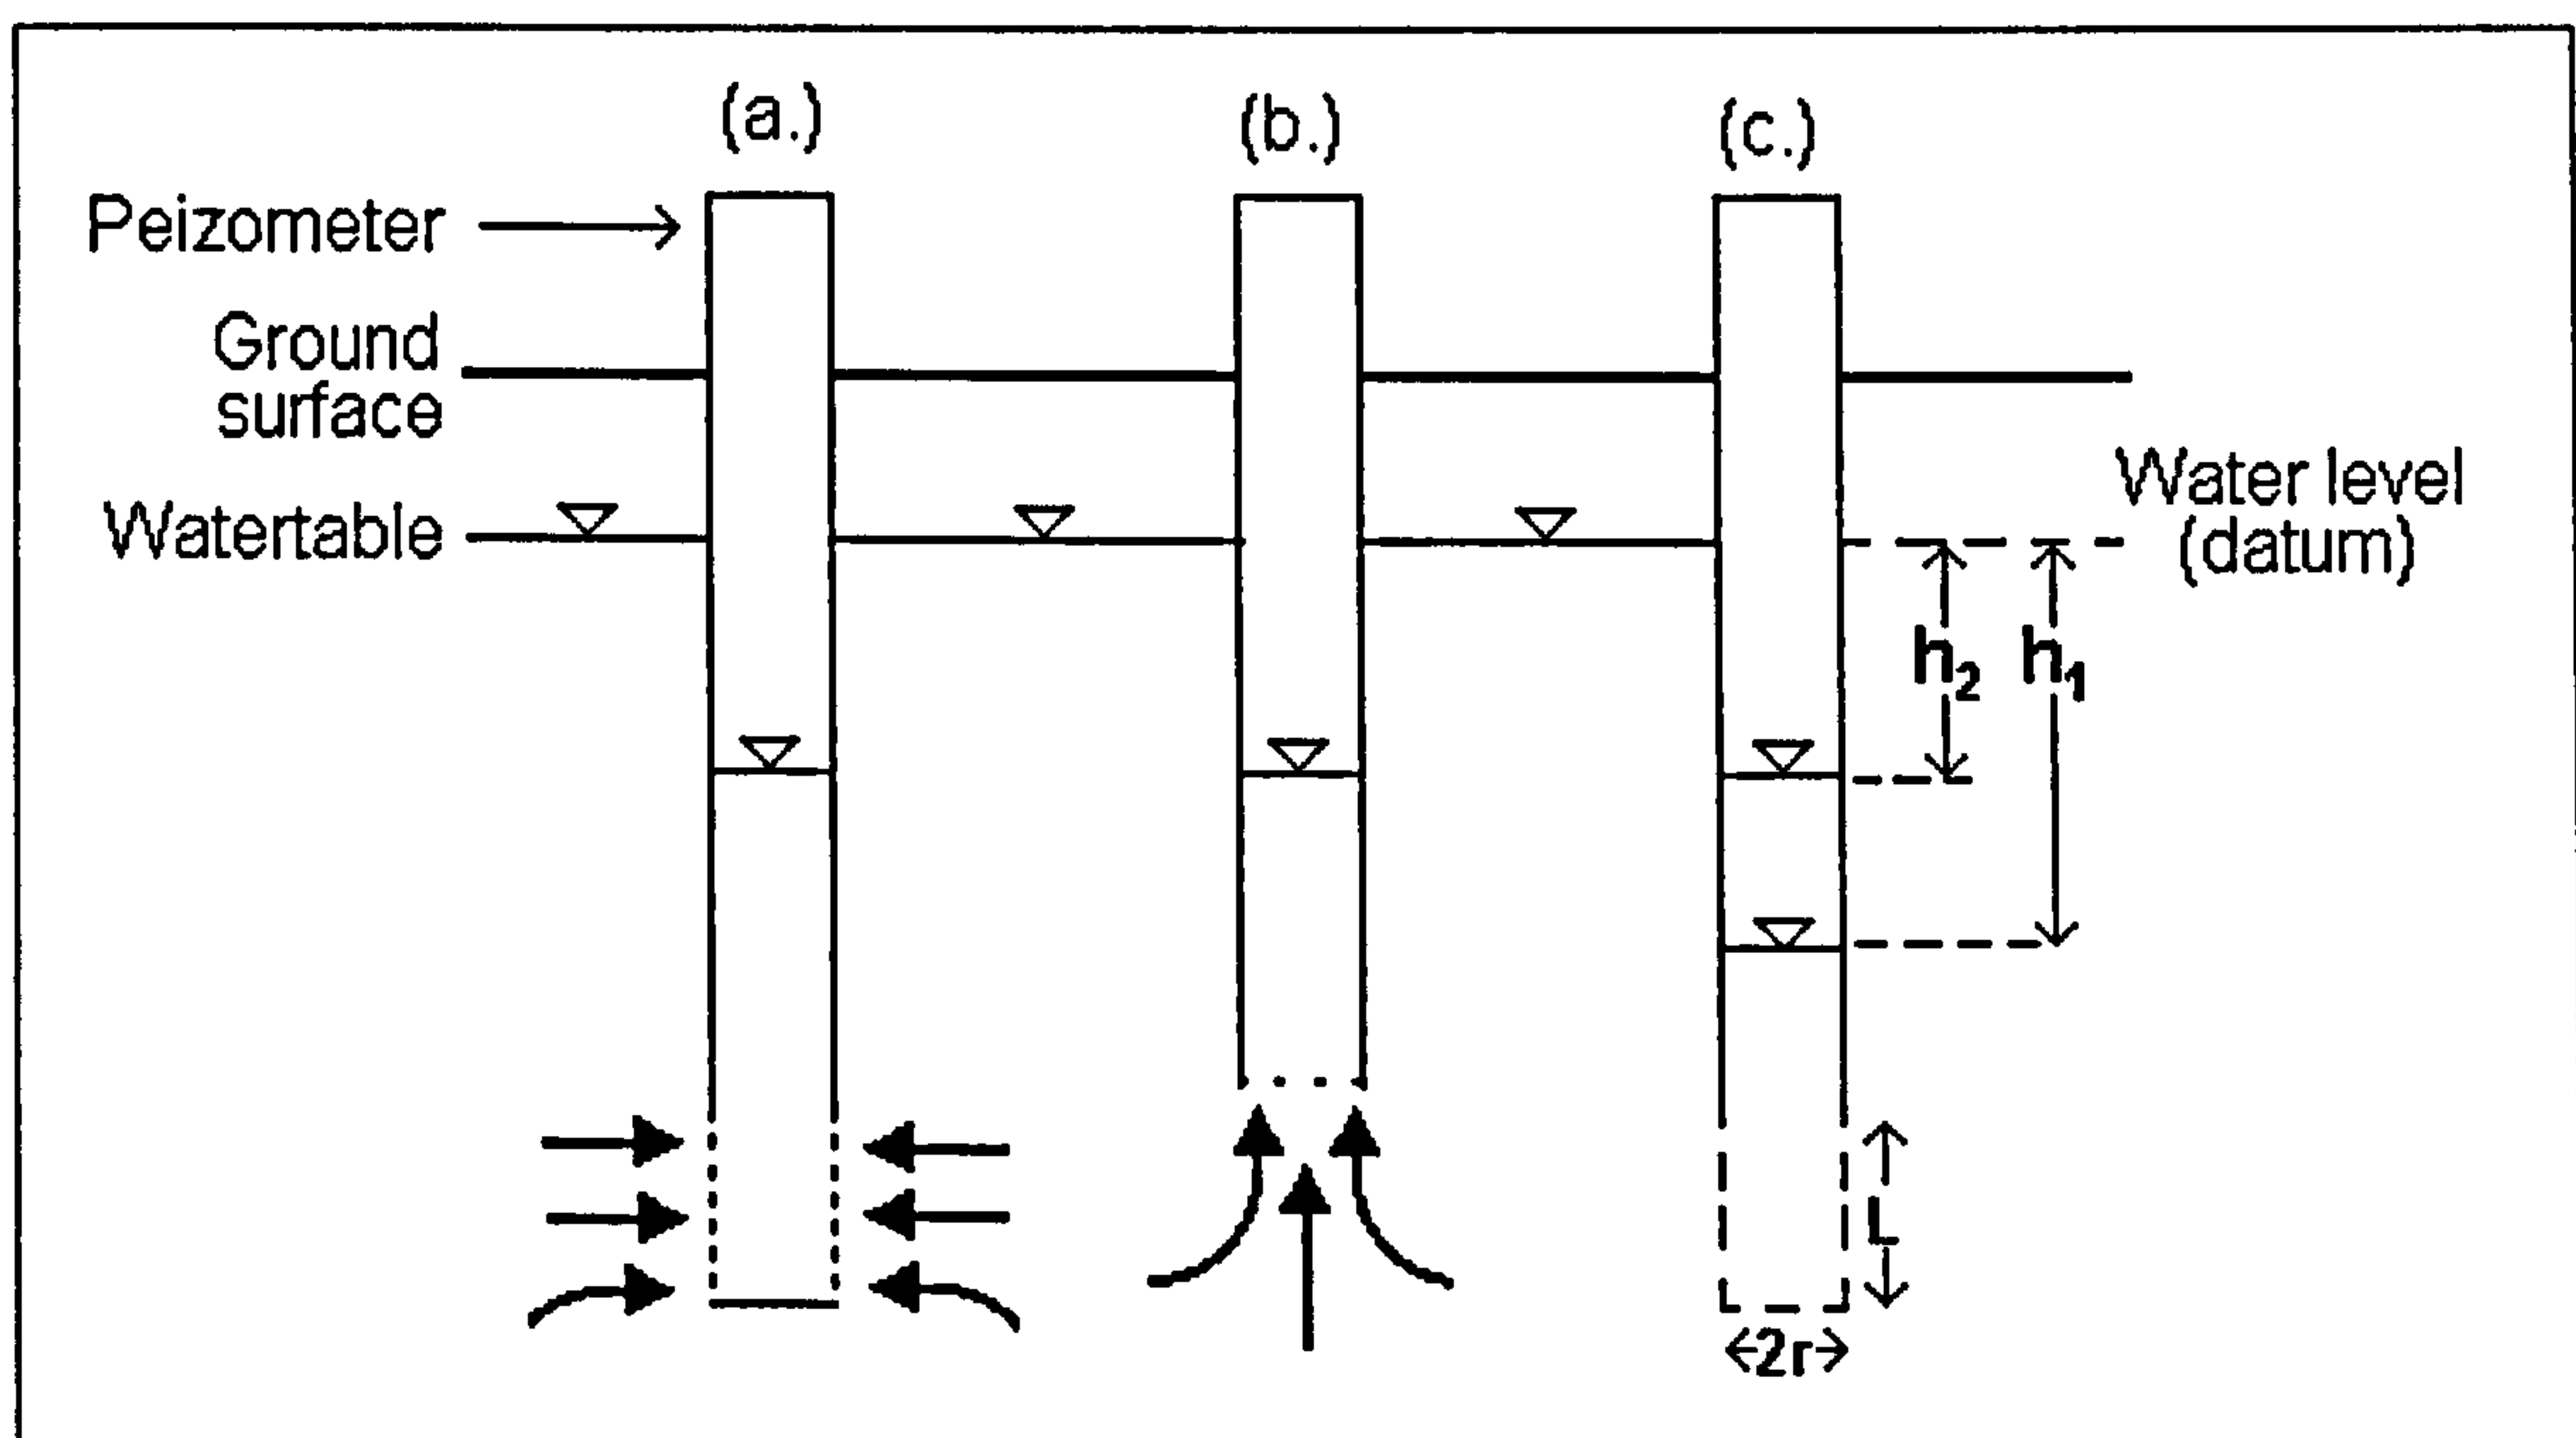 (a.)
(b.)
(c.)
Peizometer
Ground
surface
Watertable
Water level
(datum)
h₂
h₁
L
2r